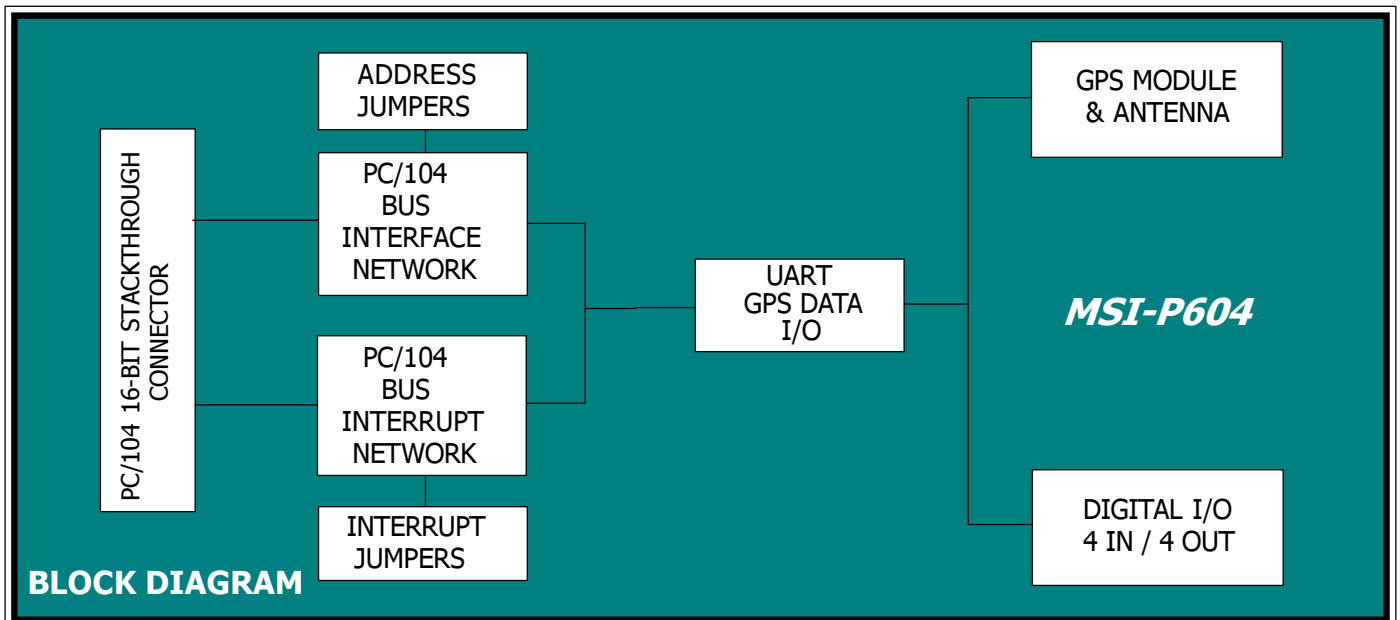 PC/104 16-BIT STACKTHROUGH
CONNECTOR
ADDRESS
JUMPERS
PC/104
BUS
INTERFACE
NETWORK
PC/104
BUS
INTERRUPT
NETWORK
INTERRUPT
JUMPERS
UART
GPS DATA
I/O
GPS MODULE
& ANTENNA
MSI-P604
DIGITAL I/O
4 IN / 4 OUT
BLOCK DIAGRAM